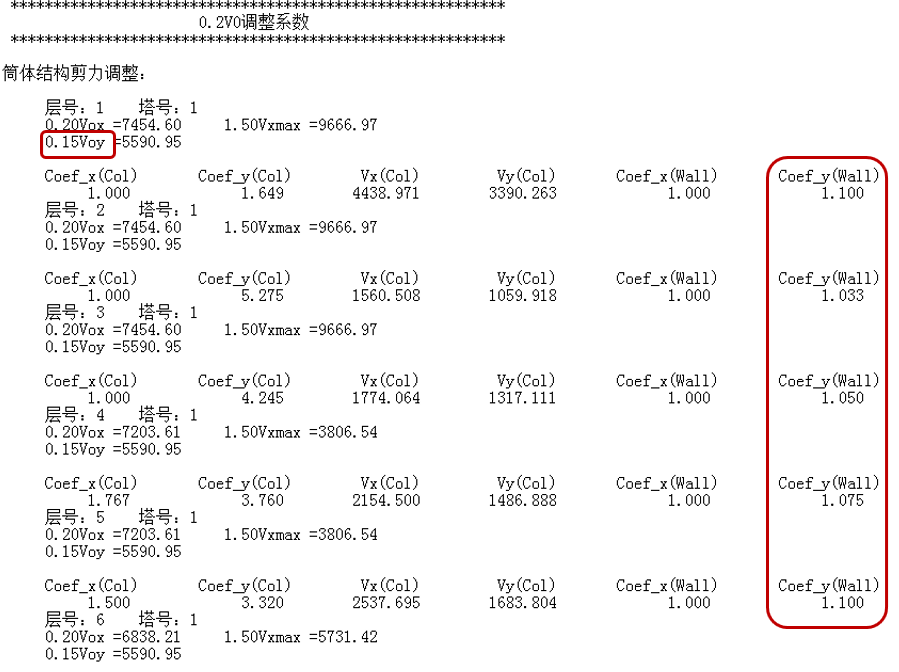 **********************************************************
0.2V0调整系数
**********************************************************
筒体结构剪力调整:
层号: 1 塔号: 1
0.20Vox =7454.60 1.50Vxmax =9666.97
0.15Voy =5590.95
Coef_x(Col) Coef_y(Col) Vx(Col) Vy(Col) Coef_x(Wall) Coef_y(Wall)
1.000 1.649 4438.971 3390.263 1.000 1.100
层号: 2 塔号: 1
0.20Vox =7454.60 1.50Vxmax =9666.97
0.15Voy =5590.95
Coef_x(Col) Coef_y(Col) Vx(Col) Vy(Col) Coef_x(Wall) Coef_y(Wall)
1.000 5.275 1560.508 1059.918 1.000 1.033
层号: 3 塔号: 1
0.20Vox =7454.60 1.50Vxmax =9666.97
0.15Voy =5590.95
Coef_x(Col) Coef_y(Col) Vx(Col) Vy(Col) Coef_x(Wall) Coef_y(Wall)
1.000 4.245 1774.064 1317.111 1.000 1.050
层号: 4 塔号: 1
0.20Vox =7203.61 1.50Vxmax =3806.54
0.15Voy =5590.95
Coef_x(Col) Coef_y(Col) Vx(Col) Vy(Col) Coef_x(Wall) Coef_y(Wall)
1.767 3.760 2154.500 1486.888 1.000 1.075
层号: 5 塔号: 1
0.20Vox =7203.61 1.50Vxmax =3806.54
0.15Voy =5590.95
Coef_x(Col) Coef_y(Col) Vx(Col) Vy(Col) Coef_x(Wall) Coef_y(Wall)
1.500 3.320 2537.695 1683.804 1.000 1.100
层号: 6 塔号: 1
0.20Vox =6838.21 1.50Vxmax =5731.42
0.15Voy =5590.95